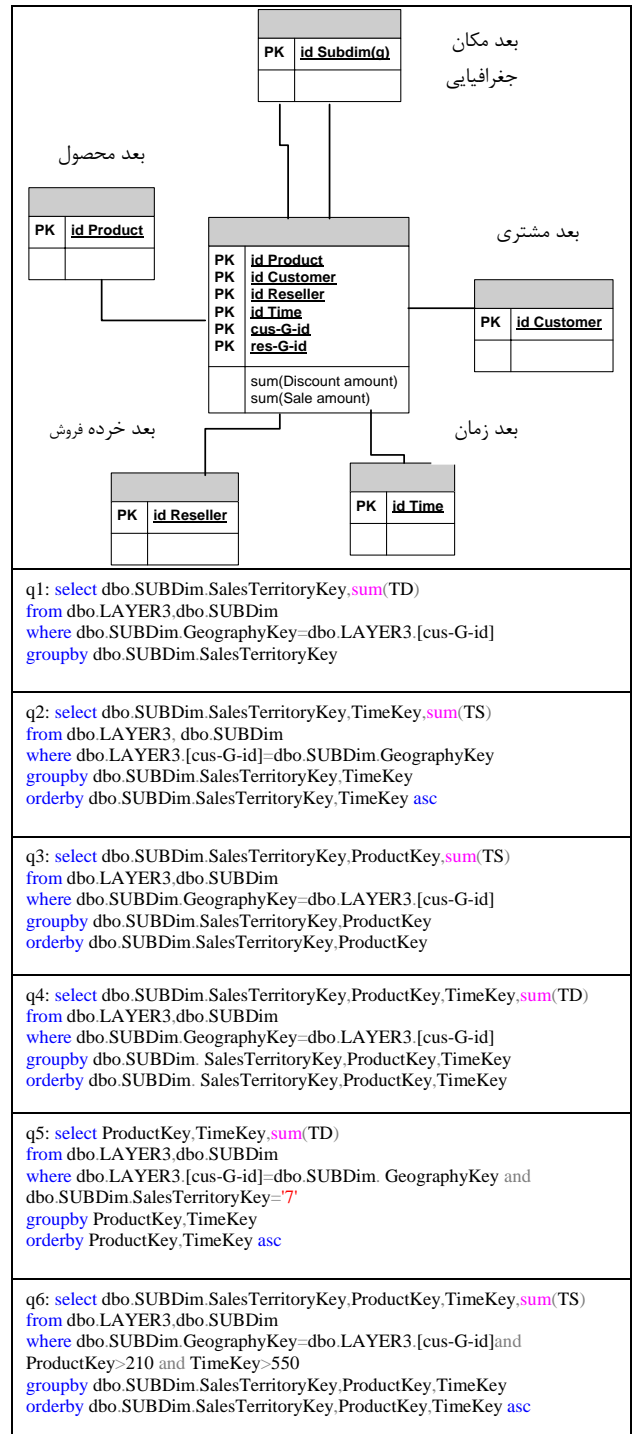 بعد مکان
جغرافیایی
PK id Subdim(g)
بعد محصول
PK id Product
بعد مشتری
PK id Customer
PK id Product
PK id Customer
PK id Reseller
PK id Time
PK cus-G-id
PK res-G-id
sum(Discount amount)
sum(Sale amount)
بعد خرده فروش
PK id Reseller
بعد زمان
PK id Time
q1: select dbo.SUBDim.SalesTerritoryKey,sum(TD)
from dbo.LAYER3,dbo.SUBDim
where dbo.SUBDim.GeographyKey=dbo.LAYER3.[cus-G-id]
groupby dbo.SUBDim.SalesTerritoryKey
q2: select dbo.SUBDim.SalesTerritoryKey,TimeKey,sum(TS)
from dbo.LAYER3, dbo.SUBDim
where dbo.LAYER3.[cus-G-id]=dbo.SUBDim.GeographyKey
groupby dbo.SUBDim.SalesTerritoryKey,TimeKey
orderby dbo.SUBDim.SalesTerritoryKey,TimeKey asc
q3: select dbo.SUBDim.SalesTerritoryKey,ProductKey,sum(TS)
from dbo.LAYER3,dbo.SUBDim
where dbo.SUBDim.GeographyKey=dbo.LAYER3.[cus-G-id]
groupby dbo.SUBDim.SalesTerritoryKey,ProductKey
orderby dbo.SUBDim.SalesTerritoryKey,ProductKey
q4: select dbo.SUBDim.SalesTerritoryKey,ProductKey,TimeKey,sum(TD)
from dbo.LAYER3,dbo.SUBDim
where dbo.SUBDim.GeographyKey=dbo.LAYER3.[cus-G-id]
groupby dbo.SUBDim. SalesTerritoryKey,ProductKey,TimeKey
orderby dbo.SUBDim. SalesTerritoryKey,ProductKey,TimeKey
q5: select ProductKey,TimeKey,sum(TD)
from dbo.LAYER3,dbo.SUBDim
where dbo.LAYER3.[cus-G-id]=dbo.SUBDim. GeographyKey and
dbo.SUBDim.SalesTerritoryKey='7'
groupby ProductKey,TimeKey
orderby ProductKey,TimeKey asc
q6: select dbo.SUBDim.SalesTerritoryKey,ProductKey,TimeKey,sum(TS)
from dbo.LAYER3,dbo.SUBDim
where dbo.SUBDim.GeographyKey=dbo.LAYER3.[cus-G-id]and
ProductKey>210 and TimeKey>550
groupby dbo.SUBDim.SalesTerritoryKey,ProductKey,TimeKey
orderby dbo.SUBDim.SalesTerritoryKey,ProductKey,TimeKey asc